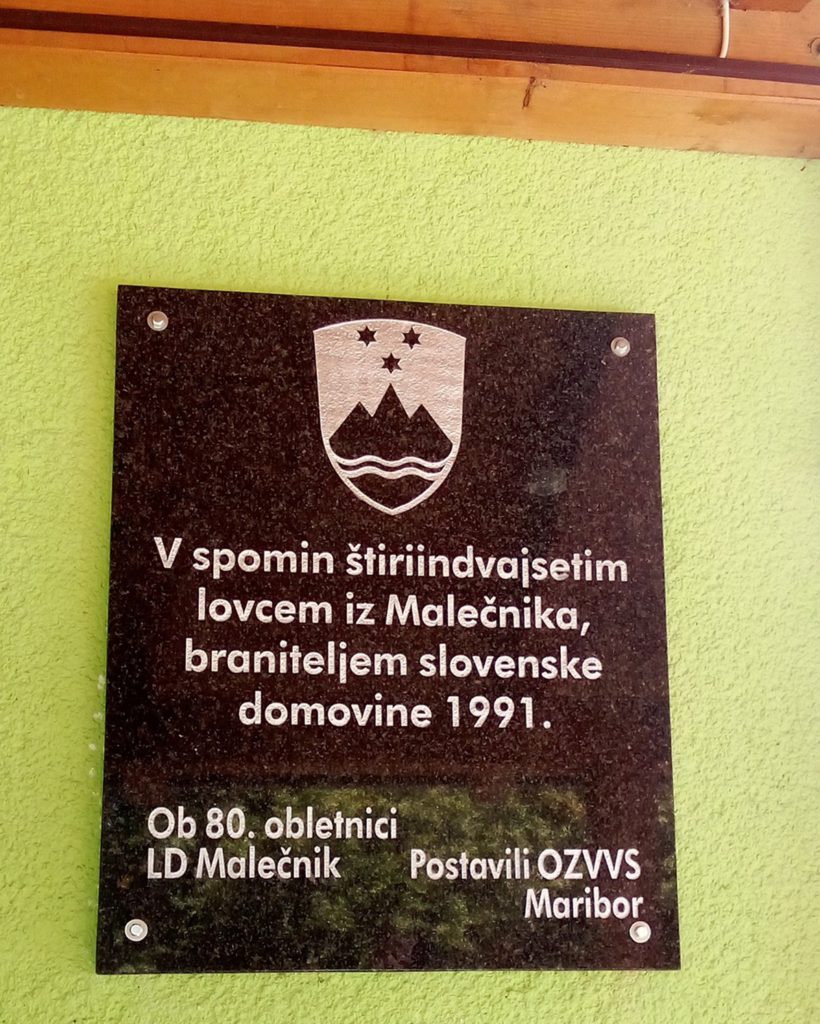 V spomin štiriindvajsetim
lovcem iz Malečnika,
braniteljem slovenske
domovine 1991.
Ob 80. obletnici
LD Malečnik
Postavili OZVVS
Maribor